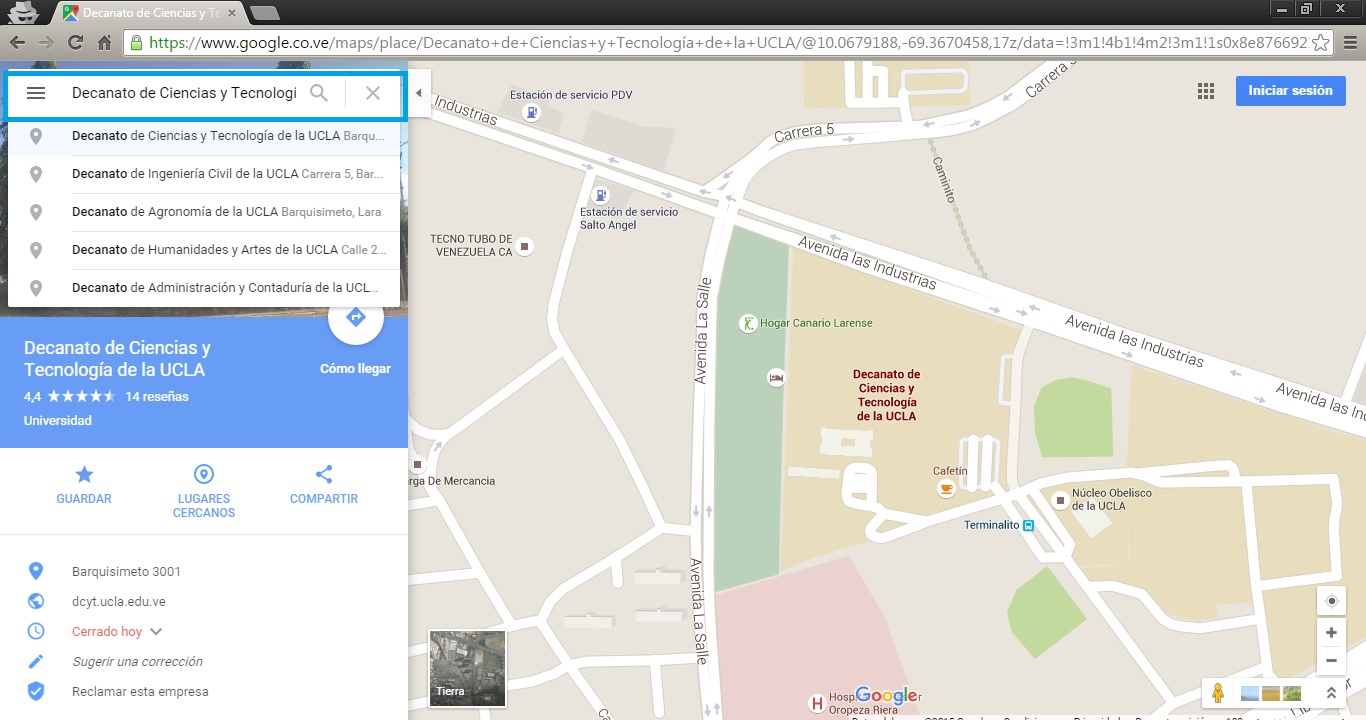 Decanato de Ciencias y Te
https://www.google.co.ve/maps/place/Decanato+de+Ciencias+y+Tecnología+de+la+UCLA/@10.0679188,-69.3670458,17z/data=!3m1!4b1!4m2!3m1!1s0x8e87669
Decanato de Ciencias y Tecnologi
Decanato de Ciencias y Tecnología de la UCLA Barqu...
Decanato de Ingeniería Civil de la UCLA Carrera 5, Bar...
Decanato de Agronomía de la UCLA Barquisimeto, Lara
Decanato de Humanidades y Artes de la UCLA Calle 2...
Decanato de Administración y Contaduría de la UCL...
Decanato de Ciencias y
Tecnología de la UCLA
Cómo llegar
4,4 14 reseñas
Universidad
GUARDAR
LUGARES
CERCANOS
COMPARTIR
Barquisimeto 3001
dcyt.ucla.edu.ve
Cerrado hoy
Sugerir una corrección
Reclamar esta empresa
Iniciar sesión
Industrias
Estación de servicio PDV
Carrera 5
Carrera 5
Caminito
Estación de servicio
Salto Angel
TECNO TUBO DE
VENEZUELA CA
Avenida las Industrias
Avenida las Industrias
Avenida las Inc
Avenida La Salle
Hogar Canario Larense
Decanato de
Ciencias y
Tecnología
de la UCLA
Cafetín
Núcleo Obelisco
de la UCLA
Terminalito
arga De Mercancia
Avenida La Salle
Tierra
Oropeza Riera
Google